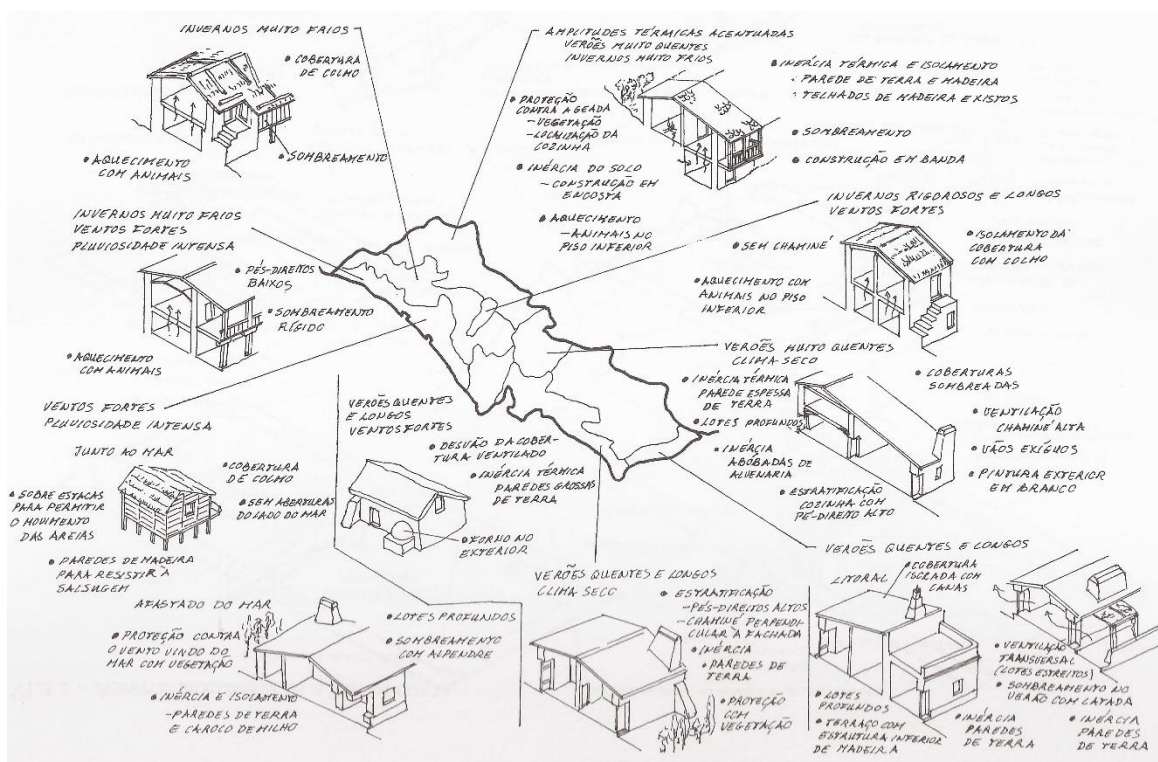 INVERNOS MUITO FRIOS
• COBERTURA
DE COLMO
• AQUECIMENTO
COM ANIMAIS
• SOMBREAMENTO
AMPLITUDES TÉRMICAS ACENTUADAS
VERÕES MUITO QUENTES
INVERNOS MUITO FRIOS
• PROTEÇÃO
CONTRA A GEADA
– VEGETAÇÃO
– LOCALIZAÇÃO DA
COZINHA
• INÉRCIA DO SOLO
– CONSTRUÇÃO EM
ENCOSTA
• AQUECIMENTO
– ANIMAIS NO
PISO INFERIOR
• INÉRCIA TÉRMICA E ISOLAMENTO
• PAREDE DE TERRA E MADEIRA
• TELHADOS DE MADEIRA E XISTOS
• SOMBREAMENTO
• CONSTRUÇÃO EM BANDA
INVERNOS MUITO FRIOS
VENTOS FORTES
PLUVIOSIDADE INTENSA
• PÉS-DIREITOS
BAIXOS
• SOMBREAMENTO
RÍGIDO
• AQUECIMENTO
COM ANIMAIS
INVERNOS RIGOROSOS E LONGOS
VENTOS FORTES
• SEM CHAMINÉ
• ISOLAMENTO DA
COBERTURA
COM COLMO
AQUECIMENTO COM
ANIMAIS NO PISO
INFERIOR
VENTOS FORTES
PLUVIOSIDADE INTENSA
JUNTO AO MAR
• COBERTURA
DE COLMO
• SOBRE ESTACAS
PARA PERMITIR
O MOVIMENTO
DAS AREIAS
• PAREDES DE MADEIRA
PARA RESISTIR À
SALSUGEM
AFASTADO DO MAR
• PROTEÇÃO CONTRA
O VENTO VINDO DO
MAR COM VEGETAÇÃO
• INÉRCIA E ISOLAMENTO
– PAREDES DE TERRA
E CAROLO DE MILHO
• LOTES PROFUNDOS
• SOMBREAMENTO
COM ALPENDRE
VERÕES QUENTES
E LONGOS
VENTOS FORTES
• DESVÃO DA COBER-
TURA VENTILADO
• INÉRCIA TÉRMICA
PAREDES GROSSAS
DE TERRA
• SEM ABERTURAS
DO LADO DO MAR
• FORNO NO
EXTERIOR
VERÕES MUITO QUENTES
CLIMA SECO
• INÉRCIA TÉRMICA
PAREDE ESPESSA
DE TERRA
• LOTES PROFUNDOS
• INÉRCIA
ABÓBADAS DE
ALVENARIA
• ESTRATIFICAÇÃO
COZINHA COM
PÉ-DIREITO ALTO
• COBERTURAS
SOMBREADAS
• VENTILAÇÃO
CHAMINÉ ALTA
• VÃOS EXÍGUOS
• PINTURA EXTERIOR
EM BRANCO
VERÕES QUENTES E LONGOS
CLIMA SECO
• ESTRATIFICAÇÃO
– PÉS-DIREITOS ALTOS
– CHAMINÉ PERPENDI-
CULAR À FACHADA
• INÉRCIA
• PAREDES DE
TERRA
• PROTEÇÃO
COM
VEGETAÇÃO
VERÕES QUENTES E LONGOS
LITORAL
• COBERTURA
ISOLADA COM
CANAS
• LOTES
PROFUNDOS
• TERRAÇO COM
ESTRUTURA INFERIOR
DE MADEIRA
• INÉRCIA
PAREDES
DE TERRA
• VENTILAÇÃO
TRANSVERSAL
(LOTES ESTREITOS)
• SOMBREAMENTO NO
VERÃO COM LATADA
• INÉRCIA
PAREDES
DE TERRA